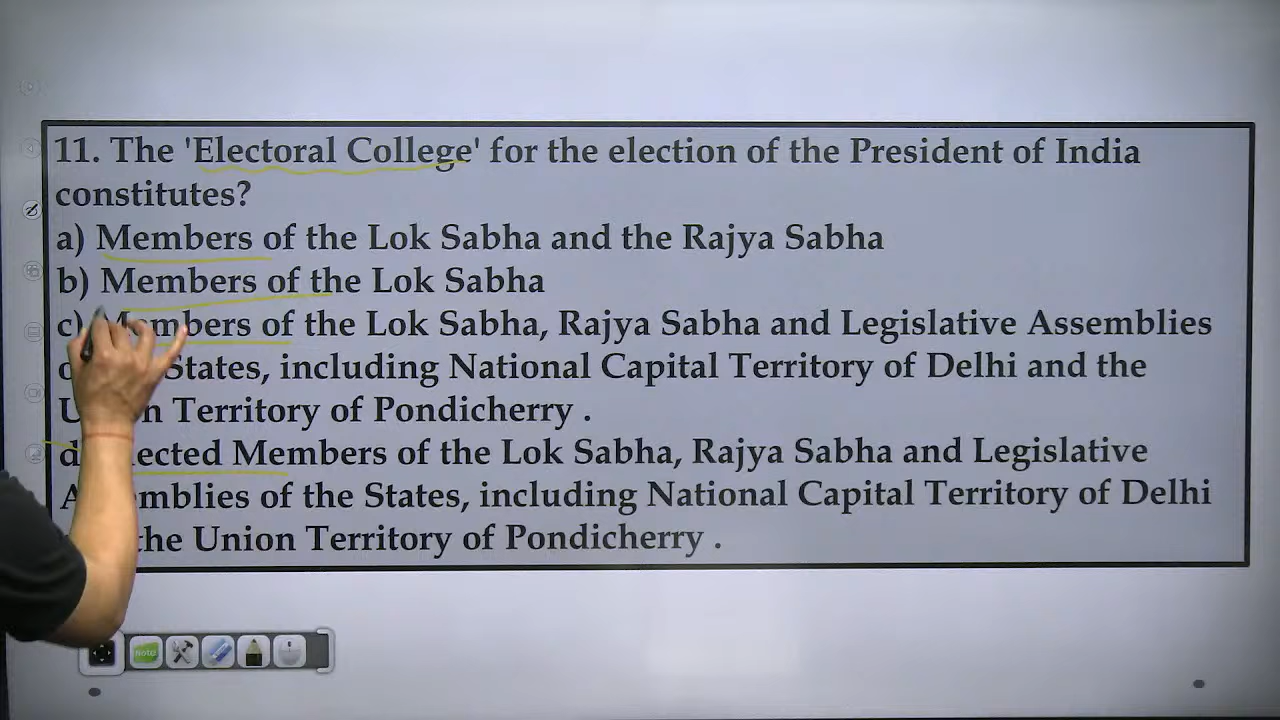 11. The 'Electoral College' for the election of the President of India
constitutes?
a) Members of the Lok Sabha and the Rajya Sabha
b) Members of the Lok Sabha
c) Members of the Lok Sabha, Rajya Sabha and Legislative Assemblies
States, including National Capital Territory of Delhi and the
Territory of Pondicherry .
Members of the Lok Sabha, Rajya Sabha and Legislative
of the States, including National Capital Territory of Delhi
the Union Territory of Pondicherry .
Note